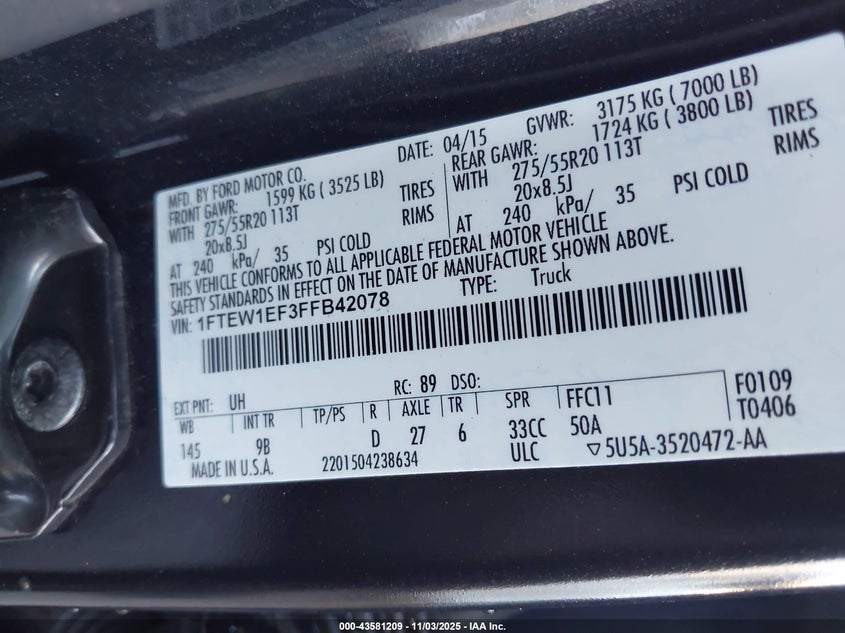 MFD. BY FORD MOTOR CO.
DATE: 04/15
GVWR: 3175 KG ( 7000 LB)
FRONT GAWR: 1599 KG ( 3525 LB)
REAR GAWR: 1724 KG ( 3800 LB)
WITH 275/55R20 113T TIRES
WITH 275/55R20 113T TIRES
20x8.5J RIMS
20x8.5J RIMS
AT 240 kPa/ 35 PSI COLD
AT 240 kPa/ 35 PSI COLD
THIS VEHICLE CONFORMS TO ALL APPLICABLE FEDERAL MOTOR VEHICLE
SAFETY STANDARDS IN EFFECT ON THE DATE OF MANUFACTURE SHOWN ABOVE.
VIN: 1FTEW1EF3FFB42078
TYPE: Truck
EXT PNT: UH RC: 89 DSO:
WB INT TR TP/PS R AXLE TR SPR FFC11 F0109
145 9B D 27 6 33CC 50A T0406
MADE IN U.S.A. 2201504238634 ULC ▽5U5A-3520472-AA
000-43581209 - 11/03/2025 - IAA Inc.